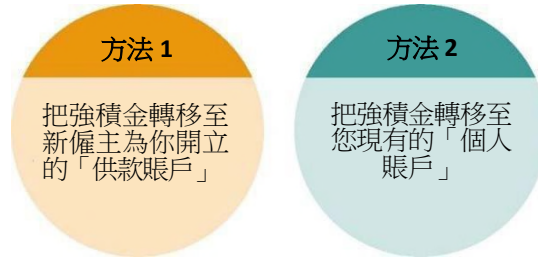 方法 1
把強積金轉移至
新僱主為你開立
的「供款賬戶」
方法 2
把強積金轉移至
您現有的「個人
賬戶」